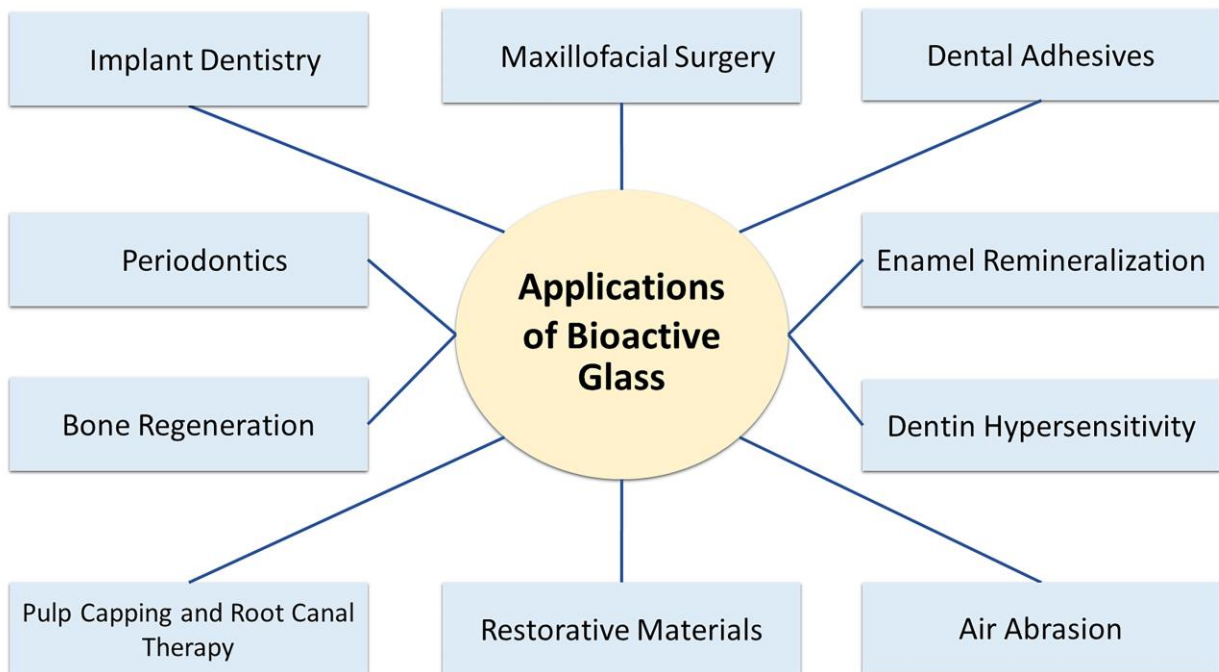 Implant Dentistry
Maxillofacial Surgery
Dental Adhesives
Periodontics
Enamel Remineralization
Applications
of Bioactive
Glass
Bone Regeneration
Dentin Hypersensitivity
Pulp Capping and Root Canal
Therapy
Restorative Materials
Air Abrasion